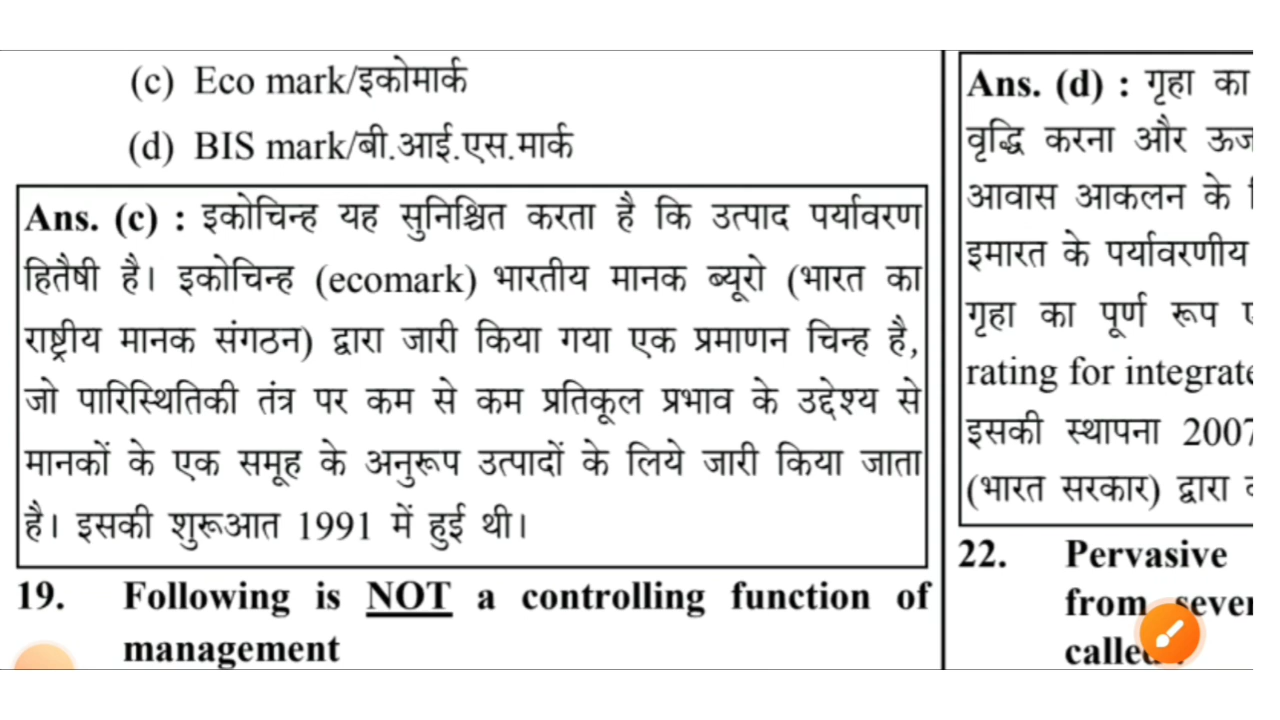 (c) Eco mark/इकोमार्क
(d) BIS mark/बी.आई.एस.मार्क
Ans. (c) : इकोचिन्ह यह सुनिश्चित करता है कि उत्पाद पर्यावरण
हितैषी है। इकोचिन्ह (ecomark) भारतीय मानक ब्यूरो (भारत का
राष्ट्रीय मानक संगठन) द्वारा जारी किया गया एक प्रमाणन चिन्ह है,
जो पारिस्थितिकी तंत्र पर कम से कम प्रतिकूल प्रभाव के उद्देश्य से
मानकों के एक समूह के अनुरूप उत्पादों के लिये जारी किया जाता
है। इसकी शुरूआत 1991 में हुई थी।
19. Following is NOT a controlling function of
management
Ans. (d) : गृहा का
वृद्धि करना और
आवास आकलन के
इमारत के पर्यावरणीय
गृहा का पूर्ण रूप
rating for
इसकी स्थापना 2007
(भारत सरकार) द्वारा
22. Pervasive
from